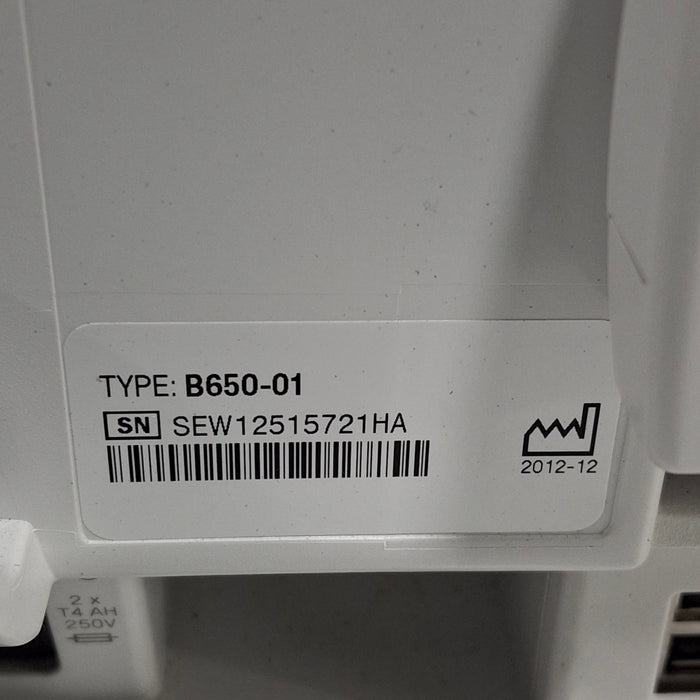 TYPE: B650-01
SN SEW12515721HA
2012-12
2 x
T4 AH
250V